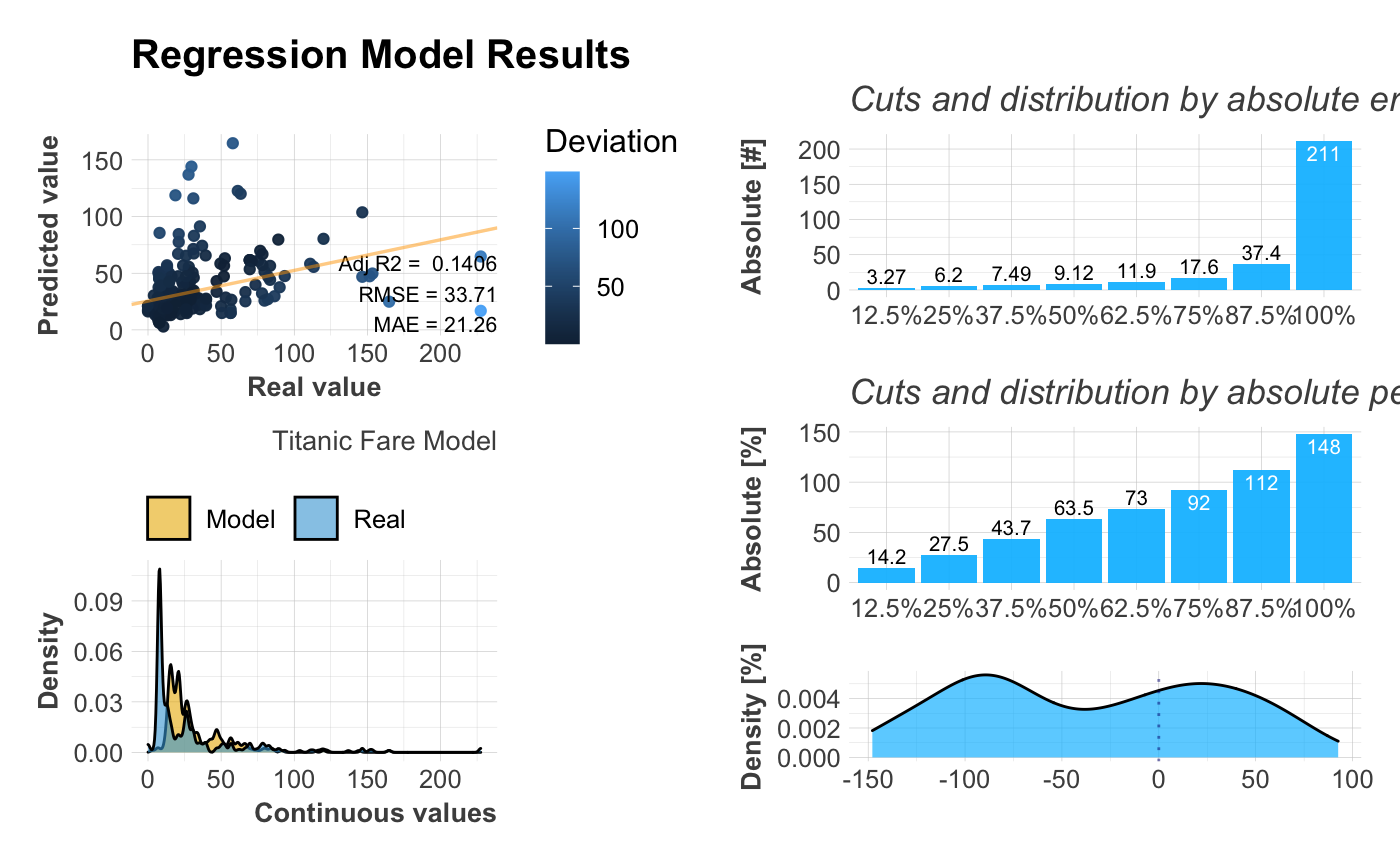 Regression Model Results
Predicted value
150
100
50
0
Adj R2 = 0.1406
RMSE = 33.71
MAE = 21.26
0 50 100 150 200
Real value
Deviation
100
50
Titanic Fare Model
Model Real
Density
0.09
0.06
0.03
0.00
0 50 100 150 200
Continuous values
Cuts and distribution by absolute er
Absolute [#]
200
150
100
50
0
3.27 6.2 7.49 9.12 11.9 17.6 37.4 211
12.5% 25% 37.5% 50% 62.5% 75% 87.5% 100%
Cuts and distribution by absolute pe
Absolute [%]
150
100
50
0
14.2 27.5 43.7 63.5 73 92 112 148
12.5% 25% 37.5% 50% 62.5% 75% 87.5% 100%
Density [%]
0.004
0.002
0.000
-150 -100 -50 0 50 100